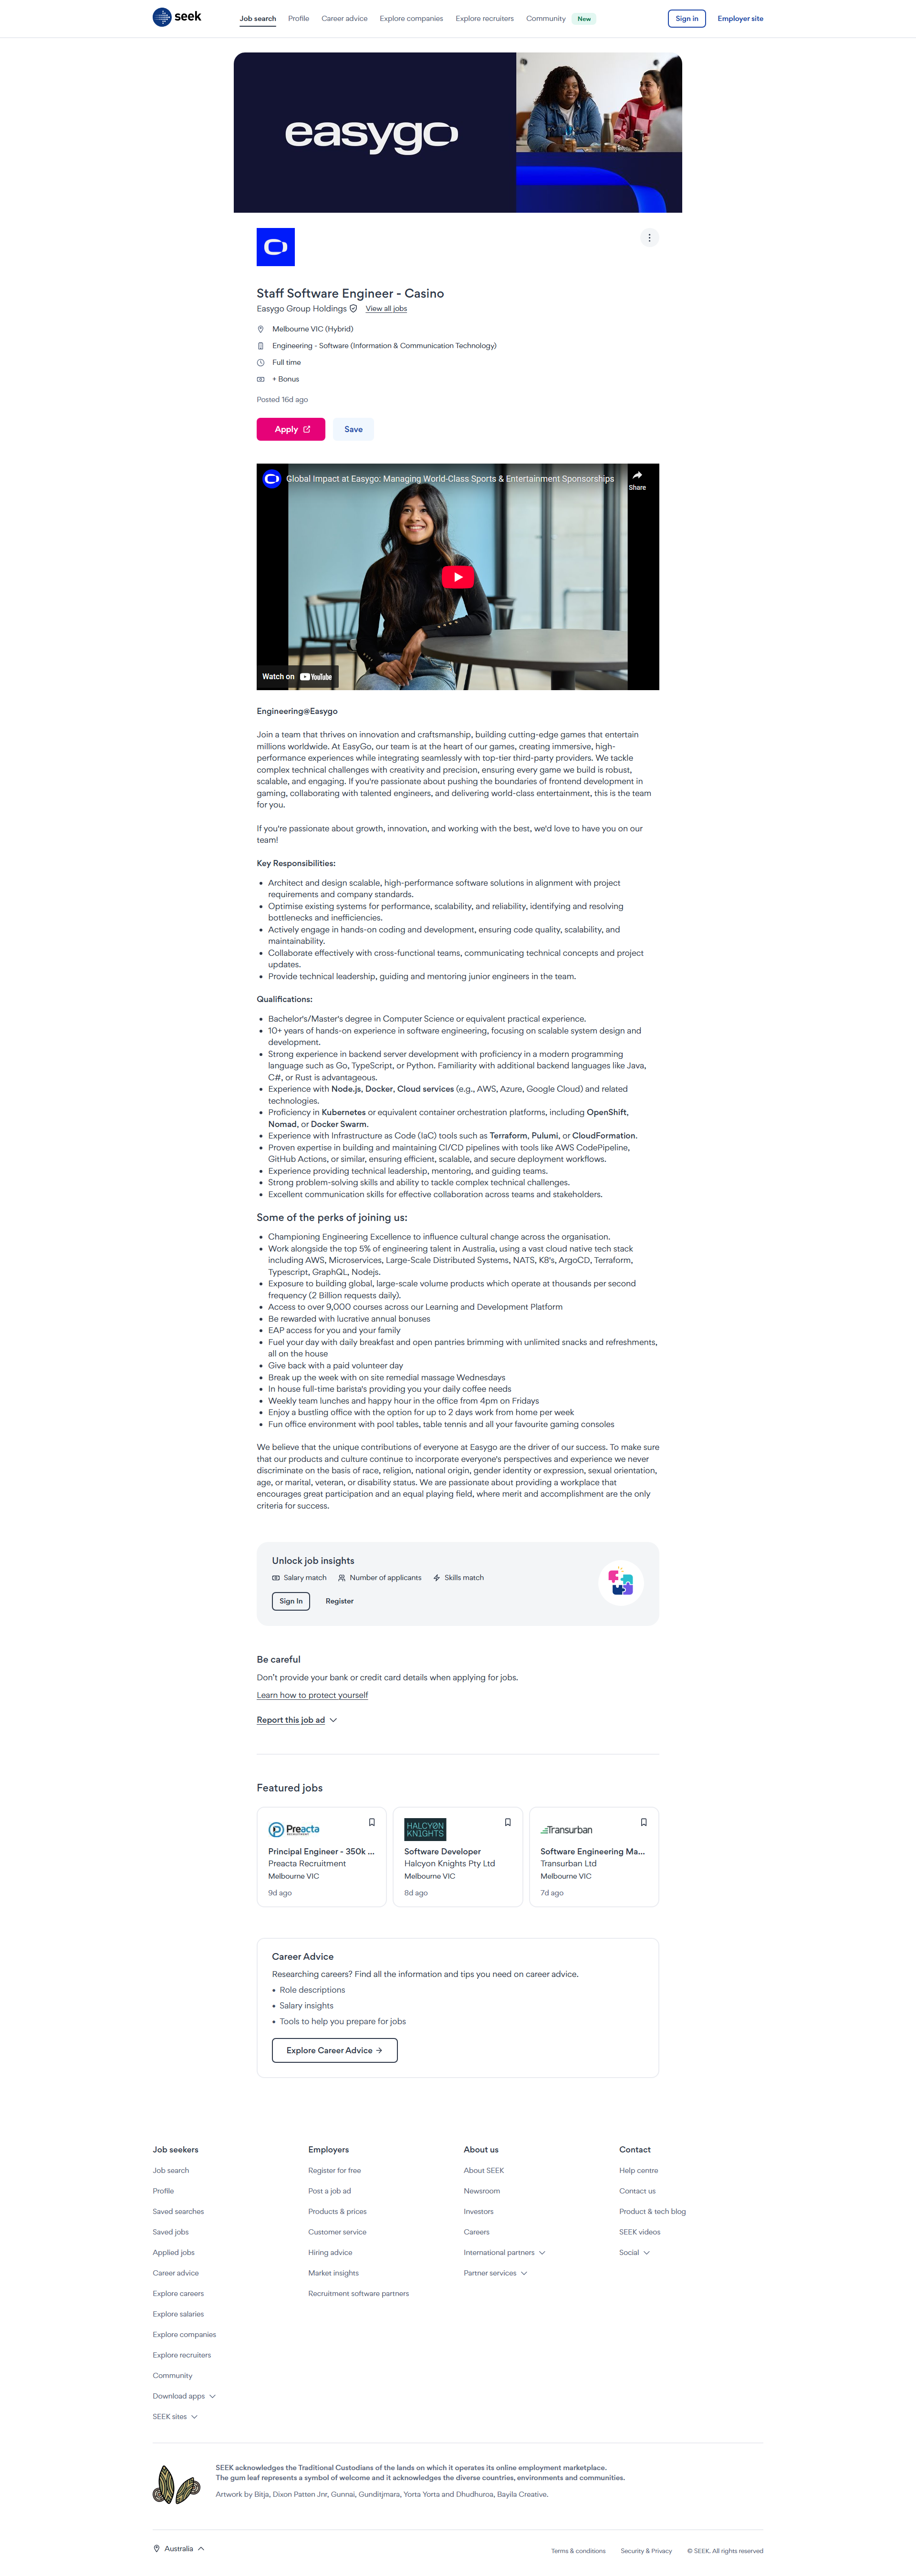 seek
Job search Profile Career advice Explore companies Explore recruiters Community New Sign in Employer site
easygo
Staff Software Engineer - Casino
Easygo Group Holdings View all jobs
Melbourne VIC (Hybrid)
Engineering - Software (Information & Communication Technology)
Full time
+ Bonus
Posted 16d ago
Apply Save
Global Impact at Easygo: Managing World-Class Sports & Entertainment Sponsorships
Share
Watch on YouTube
Engineering@Easygo
Join a team that thrives on innovation and craftsmanship, building cutting-edge games that entertain
millions worldwide. At EasyGo, our team is at the heart of our games, creating immersive, high-
performance experiences while integrating seamlessly with top-tier third-party providers. We tackle
complex technical challenges with creativity and precision, ensuring every game we build is robust,
scalable, and engaging. If you're passionate about pushing the boundaries of frontend development in
gaming, collaborating with talented engineers, and delivering world-class entertainment, this is the team
for you.
If you're passionate about growth, innovation, and working with the best, we'd love to have you on our
team!
Key Responsibilities:
• Architect and design scalable, high-performance software solutions in alignment with project
requirements and company standards.
• Optimise existing systems for performance, scalability, and reliability, identifying and resolving
bottlenecks and inefficiencies.
• Actively engage in hands-on coding and development, ensuring code quality, scalability, and
maintainability.
• Collaborate effectively with cross-functional teams, communicating technical concepts and project
updates.
• Provide technical leadership, guiding and mentoring junior engineers in the team.
Qualifications:
• Bachelor's/Master's degree in Computer Science or equivalent practical experience.
• 10+ years of hands-on experience in software engineering, focusing on scalable system design and
development.
• Strong experience in backend server development with proficiency in a modern programming
language such as Go, TypeScript, or Python. Familiarity with additional backend languages like Java,
C#, or Rust is advantageous.
• Experience with Node.js, Docker, Cloud services (e.g., AWS, Azure, Google Cloud) and related
technologies.
• Proficiency in Kubernetes or equivalent container orchestration platforms, including OpenShift,
Nomad, or Docker Swarm.
• Experience with Infrastructure as Code (IaC) tools such as Terraform, Pulumi, or CloudFormation.
• Proven expertise in building and maintaining CI/CD pipelines with tools like AWS CodePipeline,
GitHub Actions, or similar, ensuring efficient, scalable, and secure deployment workflows.
• Experience providing technical leadership, mentoring, and guiding teams.
• Strong problem-solving skills and ability to tackle complex technical challenges.
• Excellent communication skills for effective collaboration across teams and stakeholders.
Some of the perks of joining us:
• Championing Engineering Excellence to influence cultural change across the organisation.
• Work alongside the top 5% of engineering talent in Australia, using a vast cloud native tech stack
including AWS, Microservices, Large-Scale Distributed Systems, NATS, K8's, ArgoCD, Terraform,
Typescript, GraphQL, Nodejs.
• Exposure to building global, large-scale volume products which operate at thousands per second
frequency (2 Billion requests daily).
• Access to over 9,000 courses across our Learning and Development Platform
• Be rewarded with lucrative annual bonuses
• EAP access for you and your family
• Fuel your day with daily breakfast and open pantries brimming with unlimited snacks and refreshments,
all on the house
• Give back with a paid volunteer day
• Break up the week with on site remedial massage Wednesdays
• In house full-time barista's providing you your daily coffee needs
• Weekly team lunches and happy hour in the office from 4pm on Fridays
• Enjoy a bustling office with the option for up to 2 days work from home per week
• Fun office environment with pool tables, table tennis and all your favourite gaming consoles
We believe that the unique contributions of everyone at Easygo are the driver of our success. To make sure
that our products and culture continue to incorporate everyone's perspectives and experience we never
discriminate on the basis of race, religion, national origin, gender identity or expression, sexual orientation,
age, or marital, veteran, or disability status. We are passionate about providing a workplace that
encourages great participation and an equal playing field, where merit and accomplishment are the only
criteria for success.
Unlock job insights
Salary match Number of applicants Skills match
Sign In Register
Be careful
Don't provide your bank or credit card details when applying for jobs.
Learn how to protect yourself
Report this job ad
Featured jobs
Preacta
Principal Engineer - 350k ...
Preacta Recruitment
Melbourne VIC
9d ago
HALCYON
KNIGHTS
Software Developer
Halcyon Knights Pty Ltd
Melbourne VIC
8d ago
Transurban
Software Engineering Ma...
Transurban Ltd
Melbourne VIC
7d ago
Career Advice
Researching careers? Find all the information and tips you need on career advice.
• Role descriptions
• Salary insights
• Tools to help you prepare for jobs
Explore Career Advice →
Job seekers
Job search
Profile
Saved searches
Saved jobs
Applied jobs
Career advice
Explore careers
Explore salaries
Explore companies
Explore recruiters
Community
Download apps
SEEK sites
Employers
Register for free
Post a job ad
Products & prices
Customer service
Hiring advice
Market insights
Recruitment software partners
About us
About SEEK
Newsroom
Investors
Careers
International partners
Partner services
Contact
Help centre
Contact us
Product & tech blog
SEEK videos
Social
SEEK acknowledges the Traditional Custodians of the lands on which it operates its online employment marketplace.
The gum leaf represents a symbol of welcome and it acknowledges the diverse countries, environments and communities.
Artwork by Bitja, Dixon Patten Jnr, Gunnai, Gunditjmara, Yorta Yorta and Dhudhuroa, Bayila Creative.
Australia
Terms & conditions Security & Privacy © SEEK. All rights reserved